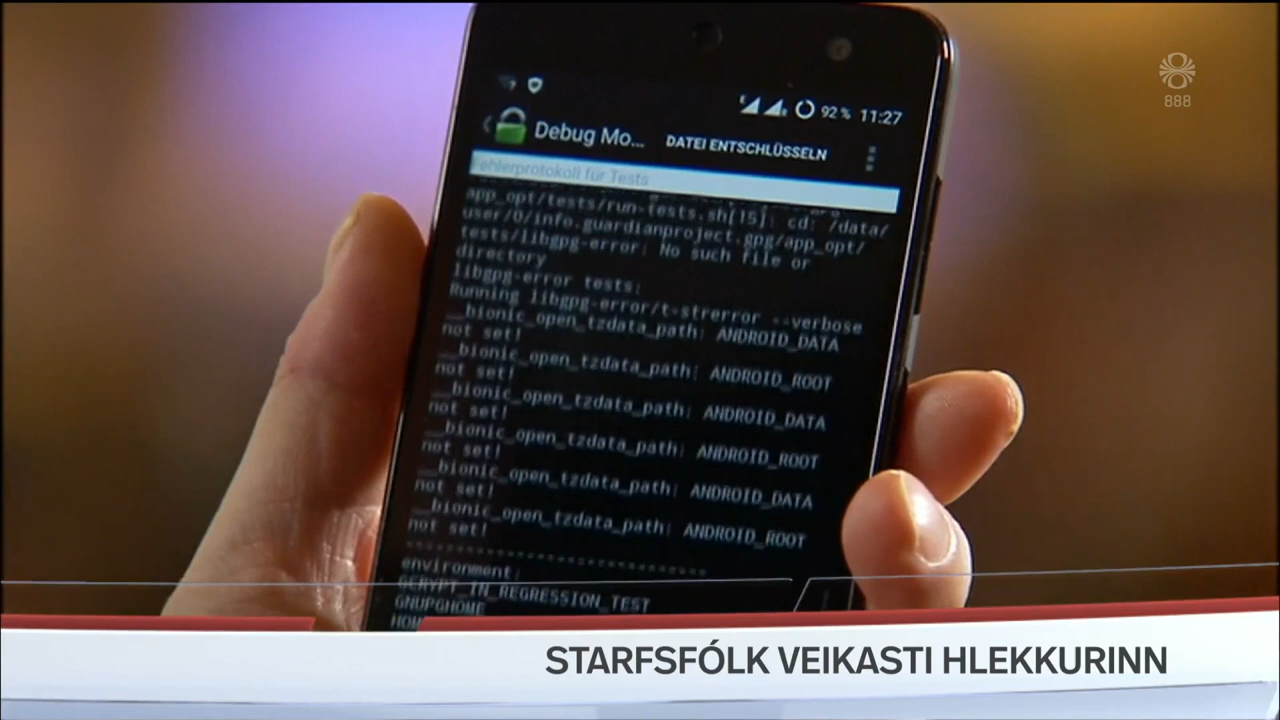 888
92% 11:27
Debug Mo... DATEI ENTSCHLÜSSELN
Fehlerprotokoll für Tests
app_opt/tests/run-tests.sh[15]: cd: /data/
user/0/info.guardianproject.gpg/app_opt/
tests/libgpg-error: No such file or
directory
libgpg-error tests:
Running libgpg-error/t-strerror --verbose
__bionic_open_tzdata_path: ANDROID_DATA
not set!
__bionic_open_tzdata_path: ANDROID_ROOT
not set!
__bionic_open_tzdata_path: ANDROID_DATA
not set!
__bionic_open_tzdata_path: ANDROID_ROOT
not set!
__bionic_open_tzdata_path: ANDROID_DATA
not set!
__bionic_open_tzdata_path: ANDROID_ROOT
not set!
--------------------------------
environment:
GCRYPT_IN_REGRESSION_TEST
GNUPGHOME
STARFSFÓLK VEIKASTI HLEKKURINN